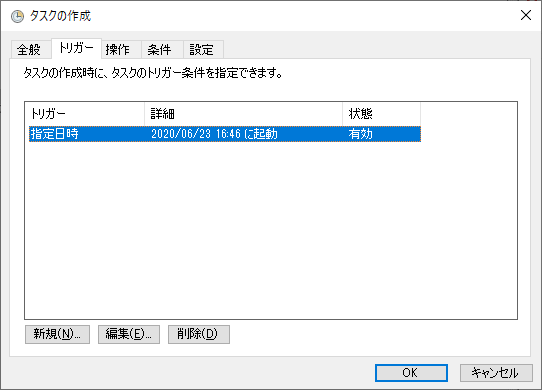 タスクの作成
全般 トリガー 操作 条件 設定
タスクの作成時に、タスクのトリガー条件を指定できます。
トリガー 詳細 状態
指定日時 2020/06/23 16:46 に起動 有効
新規(N)... 編集(E)... 削除(D)
OK キャンセル